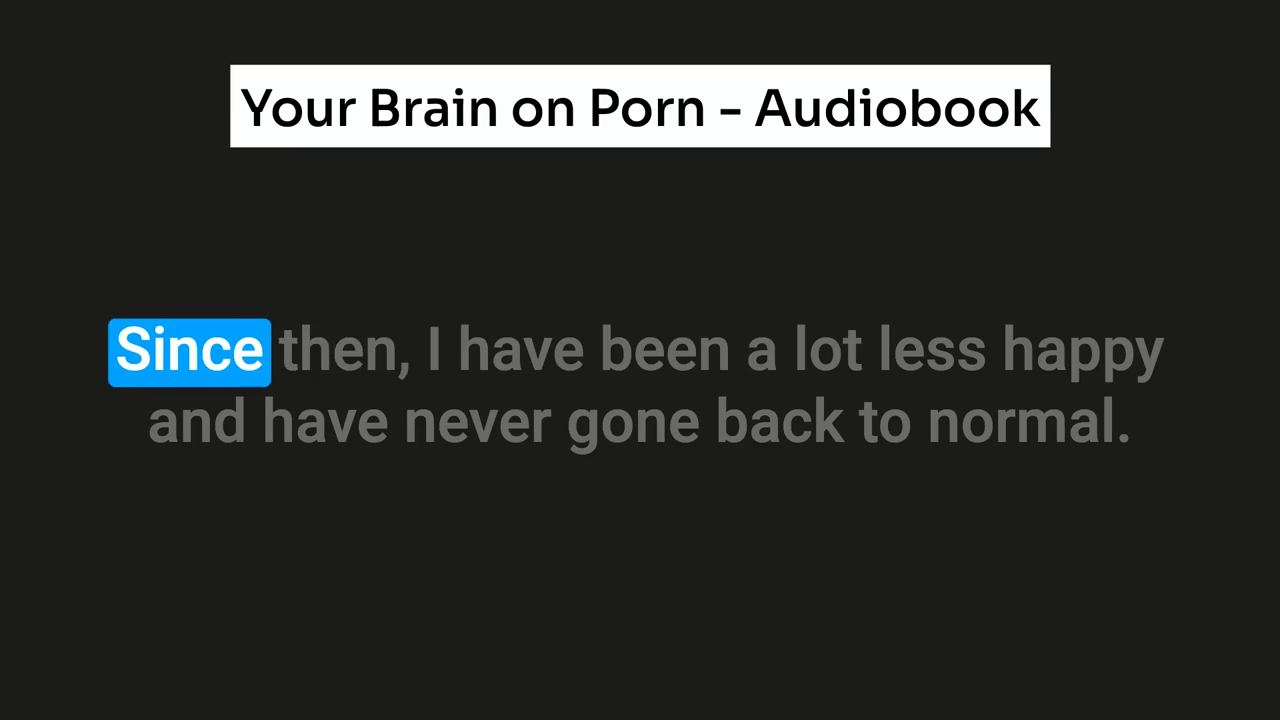 Your Brain on Porn - Audiobook
Since then, I have been a lot less happy
and have never gone back to normal.